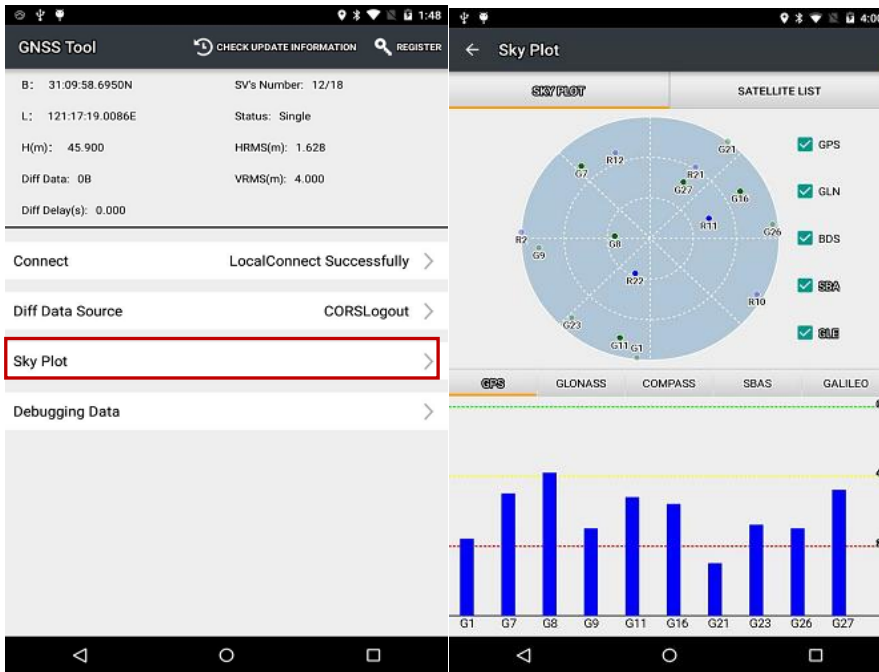 1:48
GNSS Tool
CHECK UPDATE INFORMATION
REGISTER
B: 31:09:58.6950N
SV's Number: 12/18
L: 121:17:19.0086E
Status: Single
H(m): 45.900
HRMS(m): 1.628
Diff Data: 0B
VRMS(m): 4.000
Diff Delay(s): 0.000
Connect
LocalConnect Successfully
Diff Data Source
CORSLogout
Sky Plot
Debugging Data
4:00
Sky Plot
SKY PLOT
SATELLITE LIST
G21
R12
G7
R21
G27
G16
R11
G26
R2
G8
G9
R22
R10
G23
G11
G1
GPS
GLN
BDS
SBA
GLE
GPS
GLONASS
COMPASS
SBAS
GALILEO
G1
G7
G8
G9
G11
G16
G21
G23
G26
G27